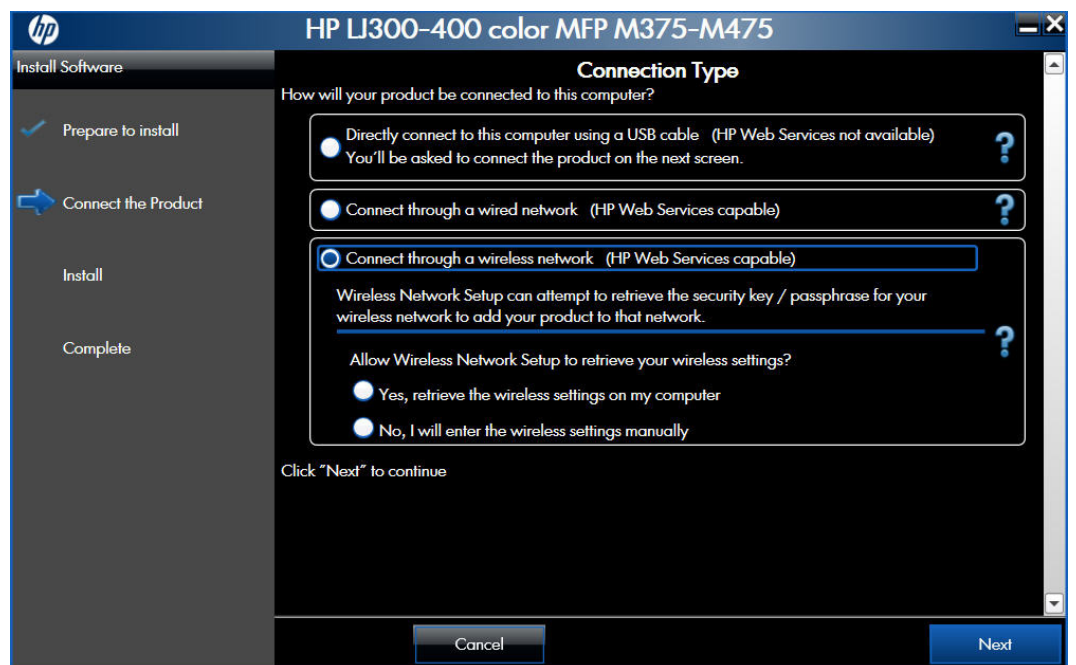 hp
HP LJ300-400 color MFP M375-M475
Install Software
Prepare to install
Connect the Product
Install
Complete
Connection Type
How will your product be connected to this computer?
Directly connect to this computer using a USB cable (HP Web Services not available)
You'll be asked to connect the product on the next screen.
?
Connect through a wired network (HP Web Services capable)
?
Connect through a wireless network (HP Web Services capable)
Wireless Network Setup can attempt to retrieve the security key / passphrase for your
wireless network to add your product to that network.
?
Allow Wireless Network Setup to retrieve your wireless settings?
Yes, retrieve the wireless settings on my computer
No, I will enter the wireless settings manually
Click "Next" to continue
Cancel
Next